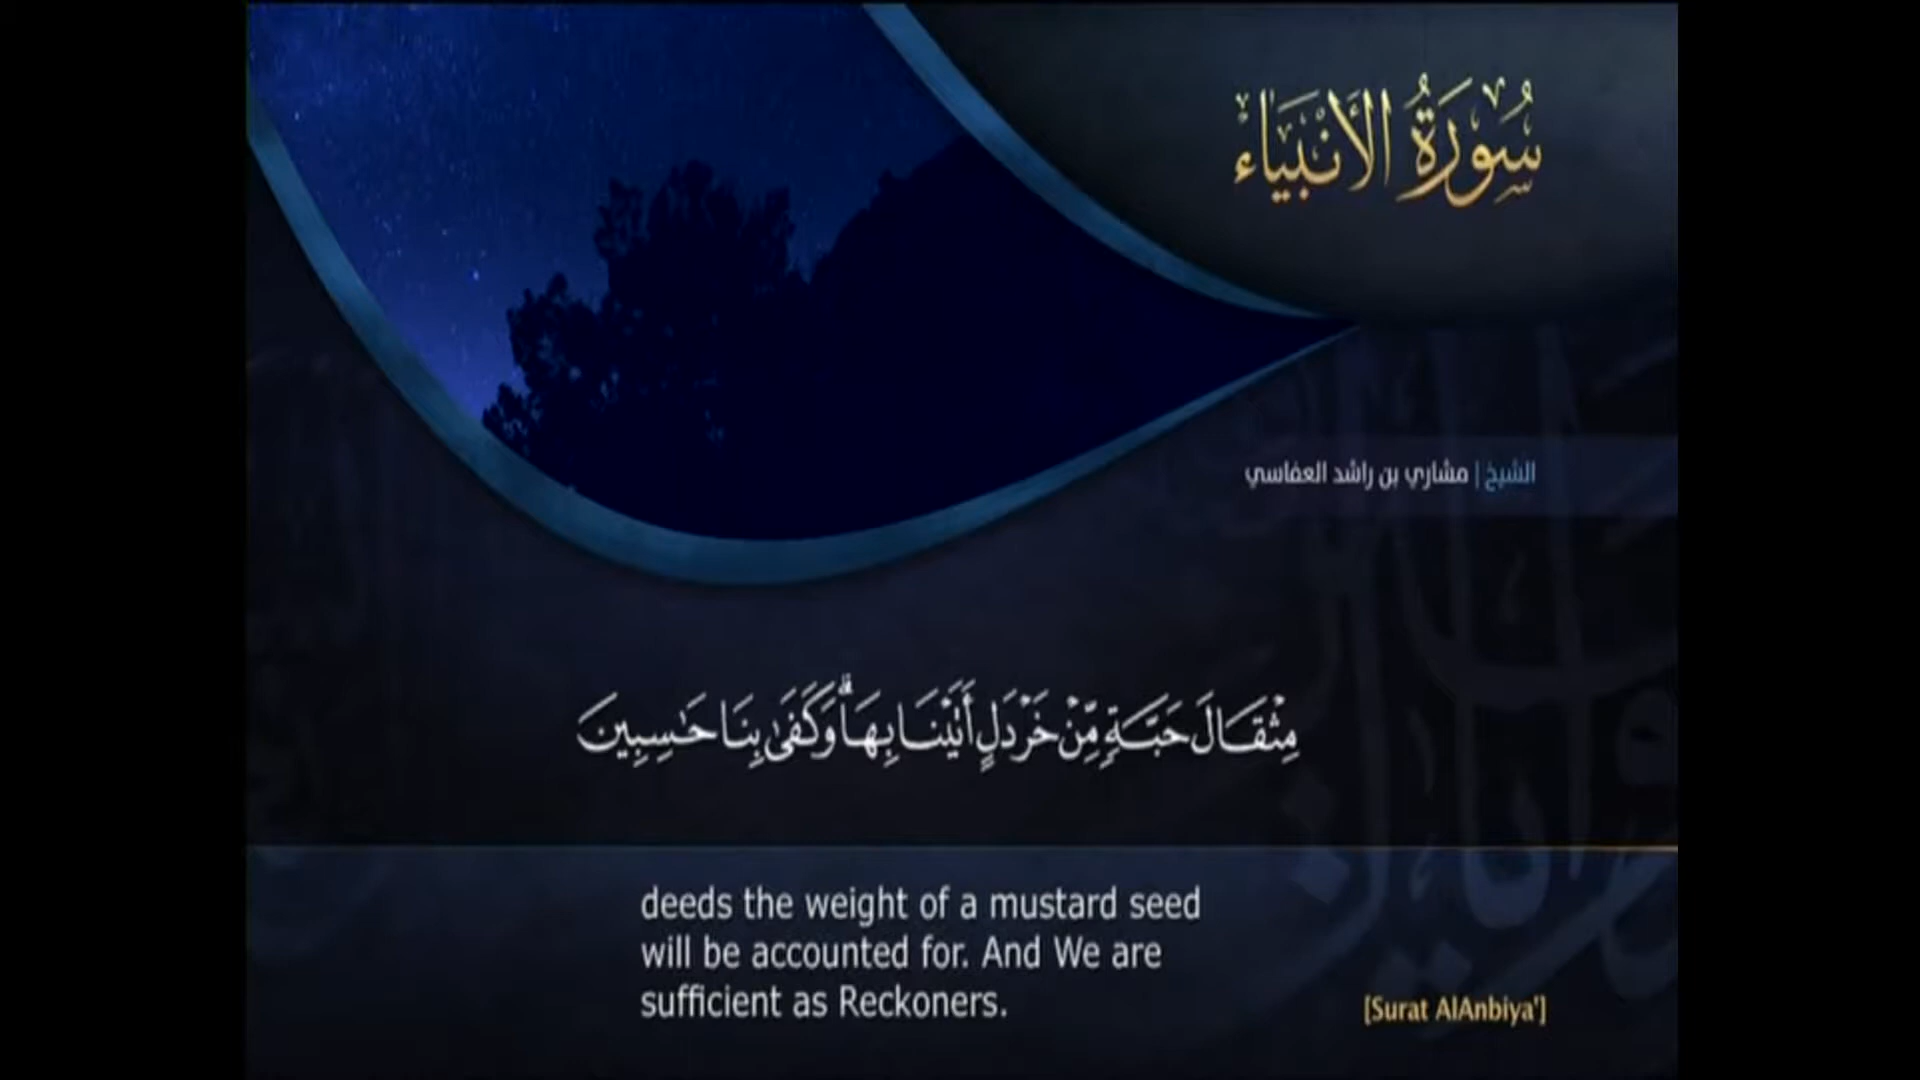 سُورَةُ الأَنْبِيَاء
الشيخ | مشاري بن راشد العفاسي
مِثْقَالَ حَبَّةٍ مِّنْ خَرْدَلٍ أَتَيْنَا بِهَا ۗ وَكَفَىٰ بِنَا حَاسِبِينَ
deeds the weight of a mustard seed
will be accounted for. And We are
sufficient as Reckoners.
[Surat AlAnbiya']